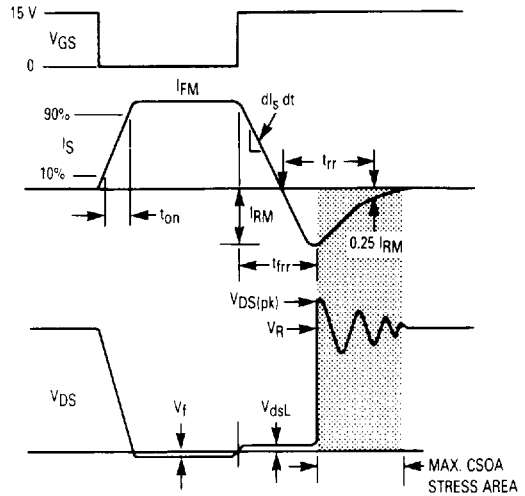 15 V
VGS
0
IFM
90%
IS
10%
dIs dt
trr
ton
IRM
0.25 IRM
tfrr
VDS(pk)
VR
VDS
Vf
VdsL
MAX. CSOA
STRESS AREA